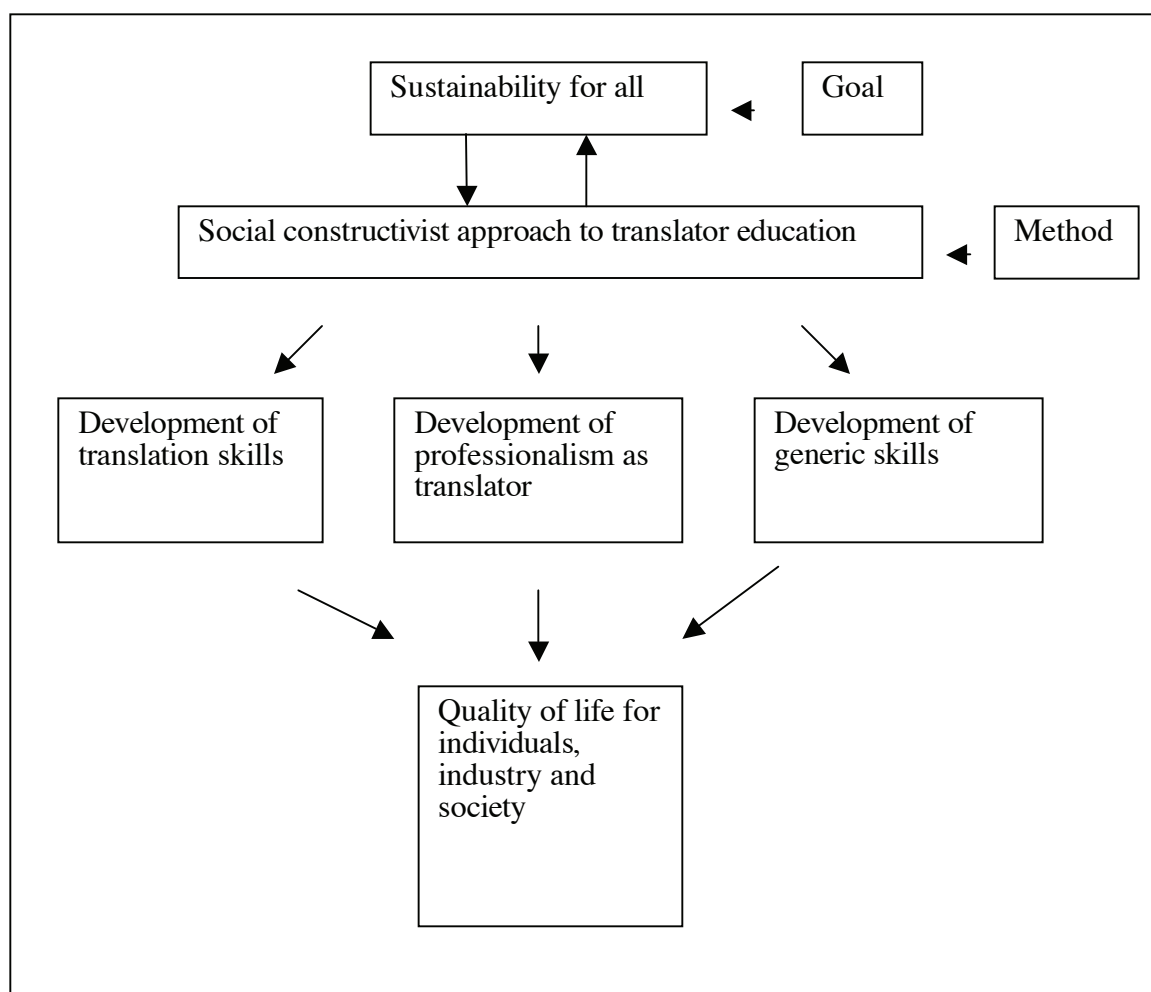 Sustainability for all
Goal
Social constructivist approach to translator education
Method
Development of
translation skills
Development of
professionalism as
translator
Development of
generic skills
Quality of life for
individuals,
industry and
society